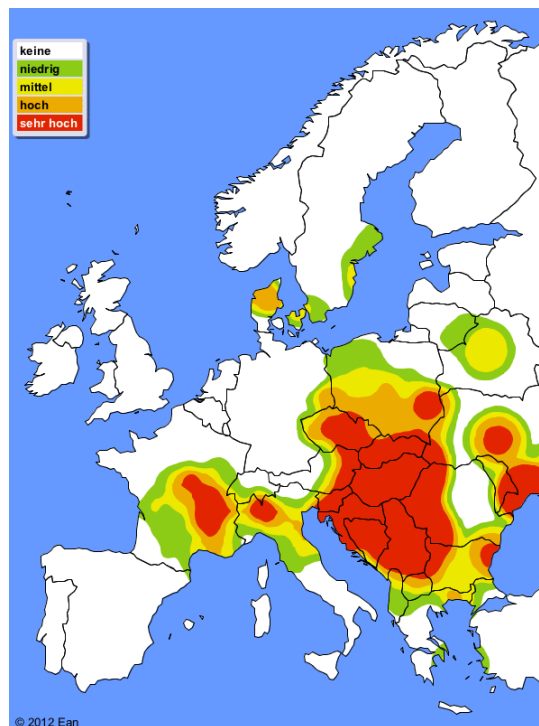 keine
niedrig
mittel
hoch
sehr hoch
© 2012 Ean